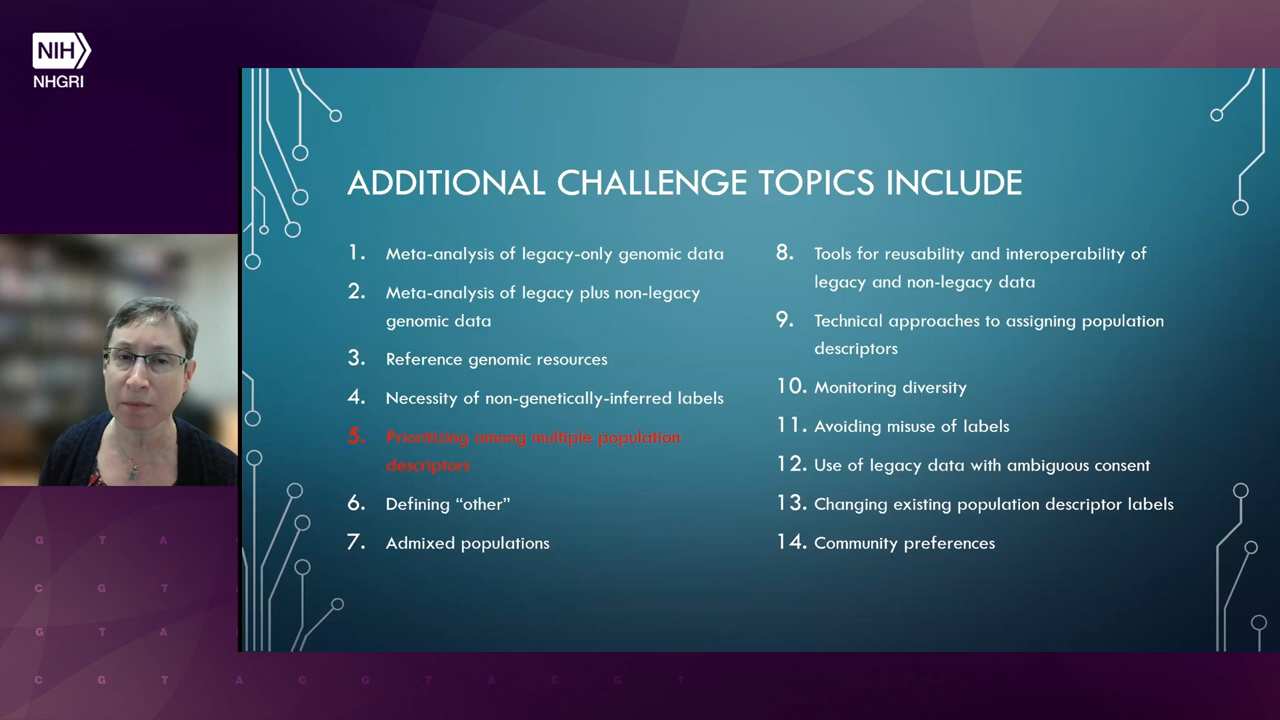 NIH
NHGRI
ADDITIONAL CHALLENGE TOPICS INCLUDE
1. Meta-analysis of legacy-only genomic data
2. Meta-analysis of legacy plus non-legacy
genomic data
3. Reference genomic resources
4. Necessity of non-genetically-inferred labels
5. Prioritizing among multiple population
descriptors
6. Defining “other”
7. Admixed populations
8. Tools for reusability and interoperability of
legacy and non-legacy data
9. Technical approaches to assigning population
descriptors
10. Monitoring diversity
11. Avoiding misuse of labels
12. Use of legacy data with ambiguous consent
13. Changing existing population descriptor labels
14. Community preferences
G T A
C G T
G T A
C G T A C G T A C G T